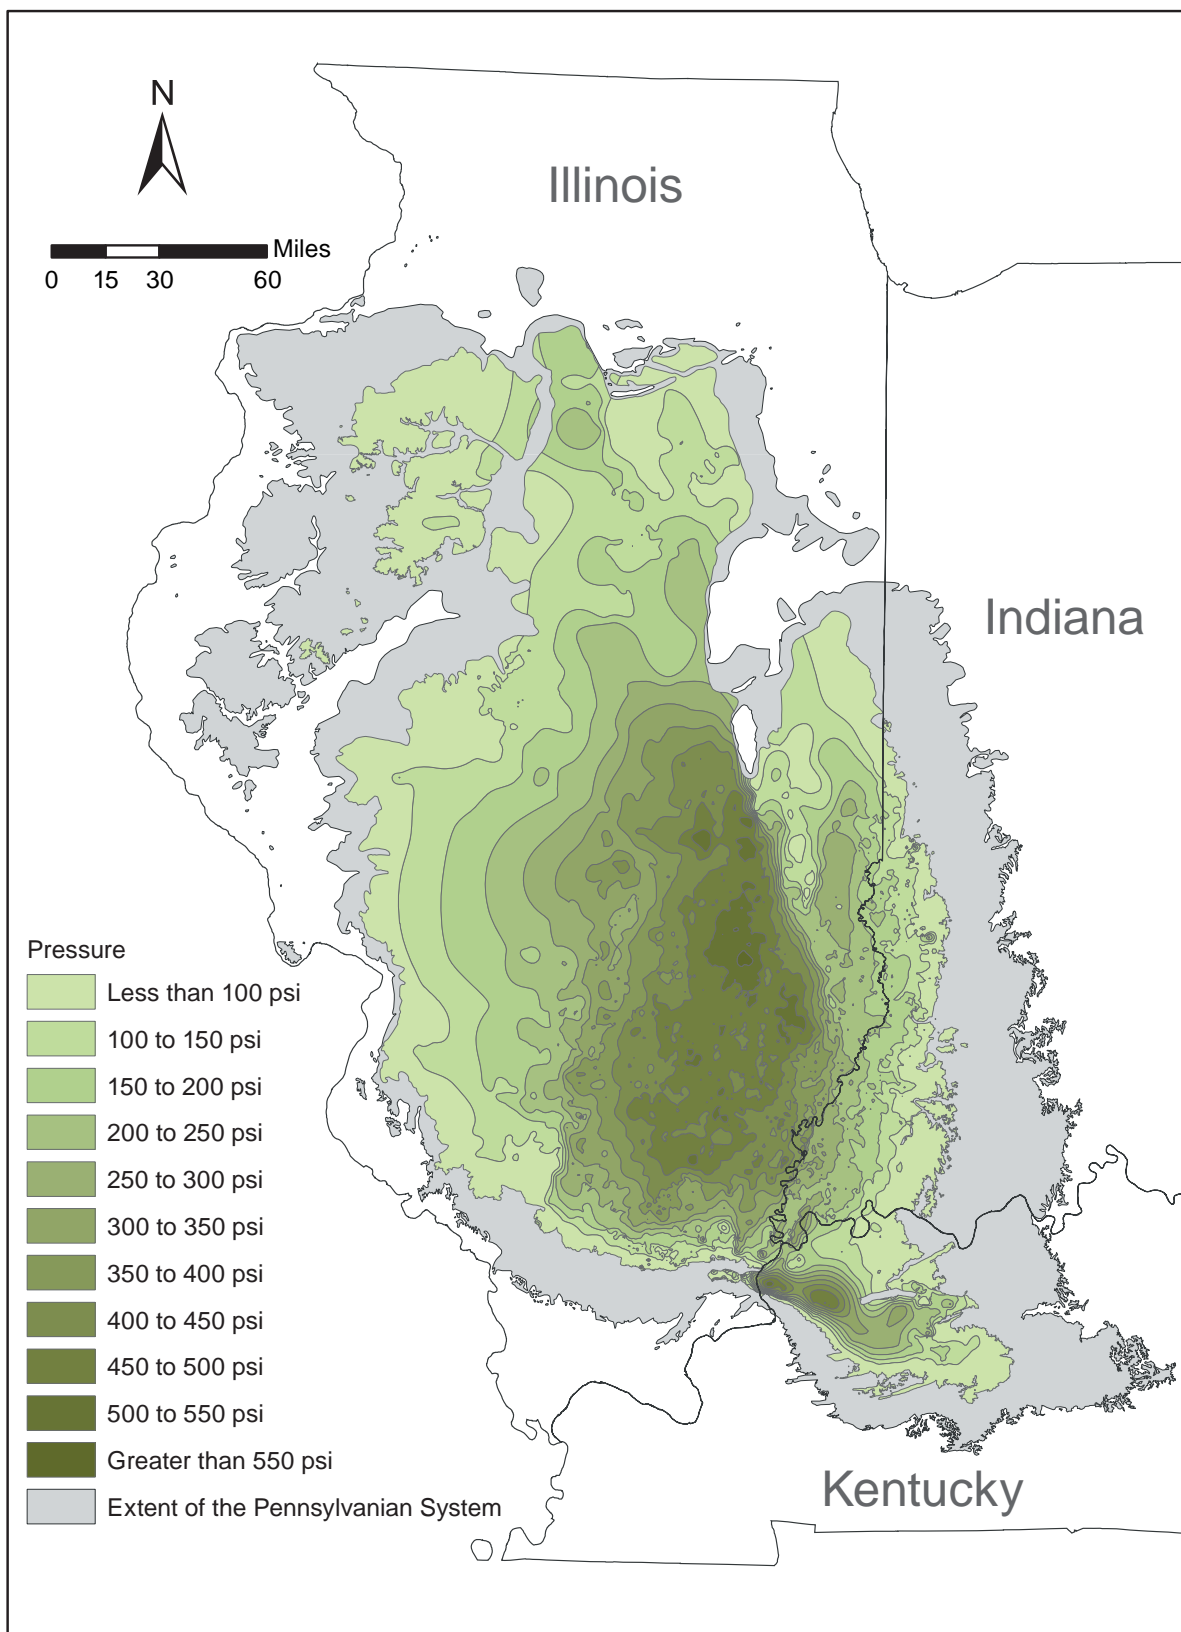 N
Illinois
Miles
0 15 30 60
Indiana
Pressure
Less than 100 psi
100 to 150 psi
150 to 200 psi
200 to 250 psi
250 to 300 psi
300 to 350 psi
350 to 400 psi
400 to 450 psi
450 to 500 psi
500 to 550 psi
Greater than 550 psi
Extent of the Pennsylvanian System
Kentucky